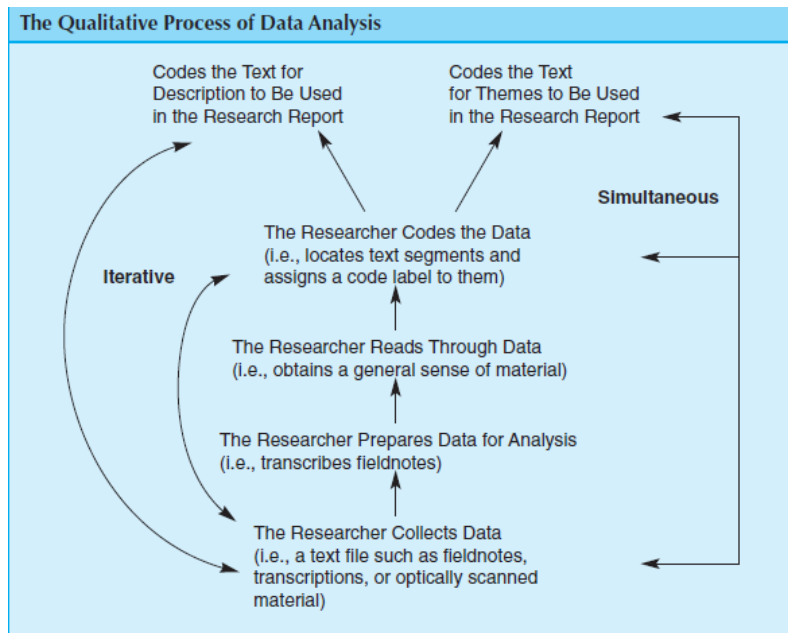 The Qualitative Process of Data Analysis
Codes the Text for
Description to Be Used
in the Research Report
Codes the Text
for Themes to Be Used
in the Research Report
Simultaneous
The Researcher Codes the Data
(i.e., locates text segments and
assigns a code label to them)
Iterative
The Researcher Reads Through Data
(i.e., obtains a general sense of material)
The Researcher Prepares Data for Analysis
(i.e., transcribes fieldnotes)
The Researcher Collects Data
(i.e., a text file such as fieldnotes,
transcriptions, or optically scanned
material)